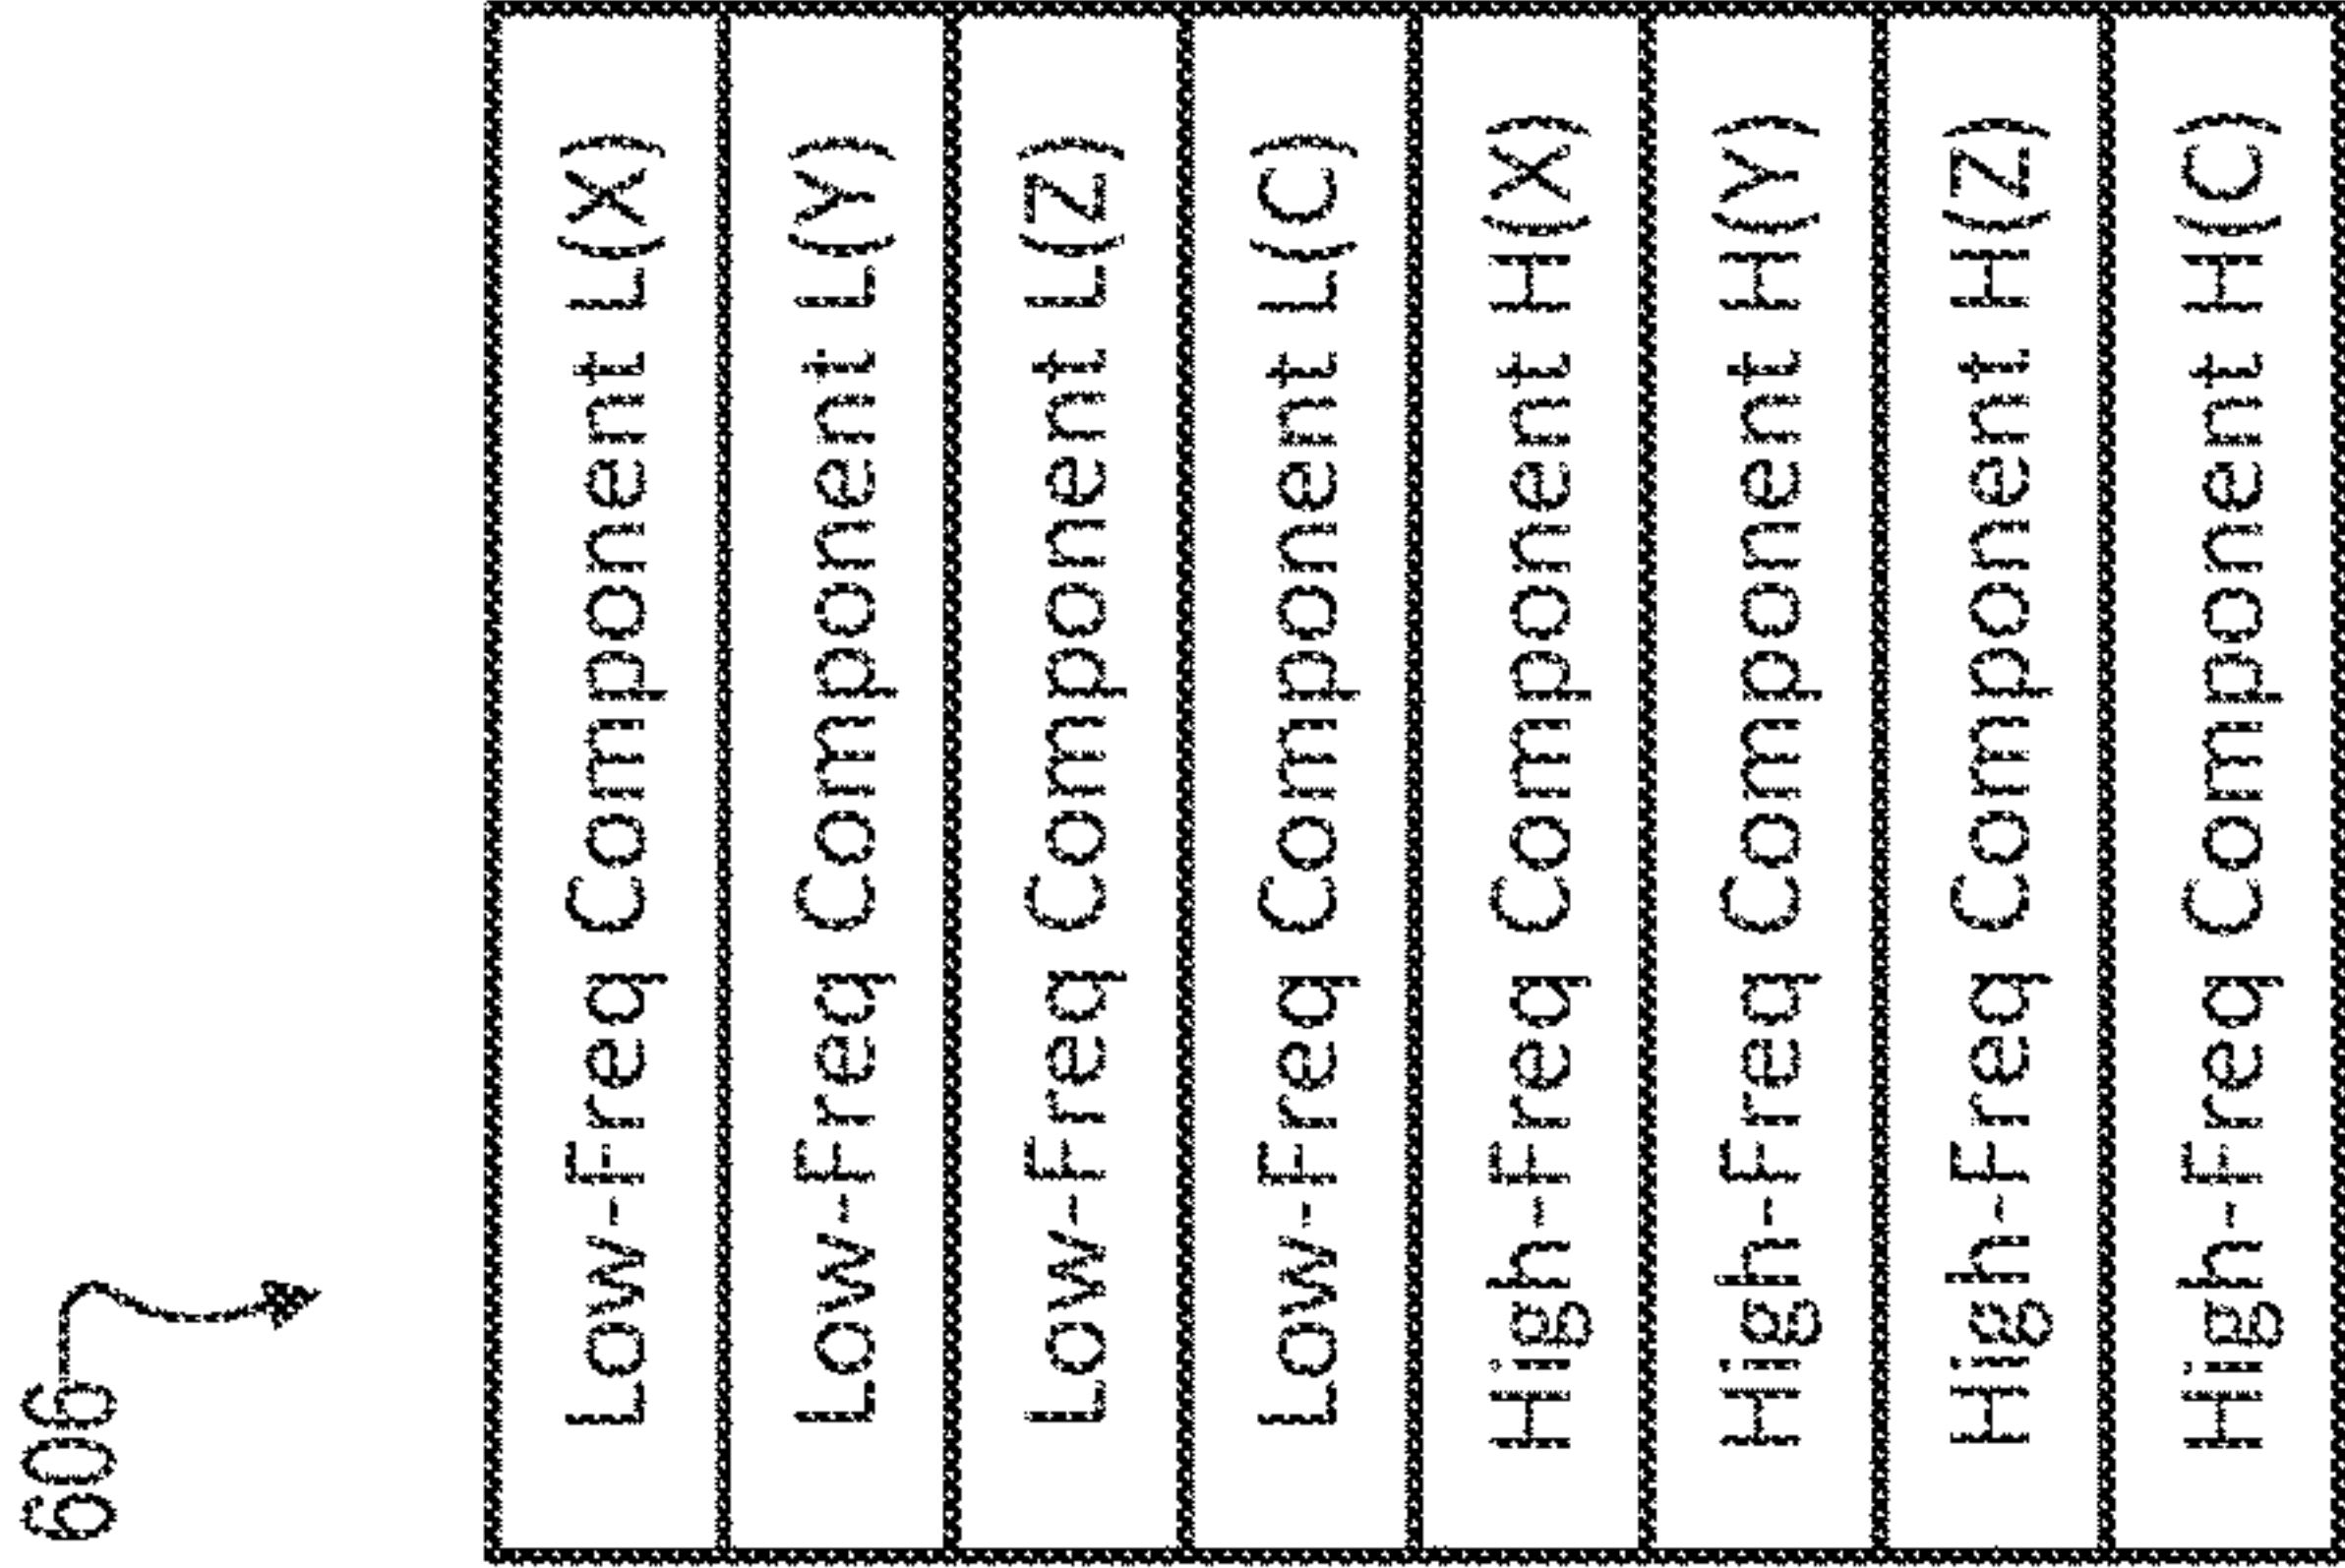 606
Low-Freq Component L(X)
Low-Freq Component L(Y)
Low-Freq Component L(Z)
Low-Freq Component L(C)
High-Freq Component H(X)
High-Freq Component H(Y)
High-Freq Component H(Z)
High-Freq Component H(C)